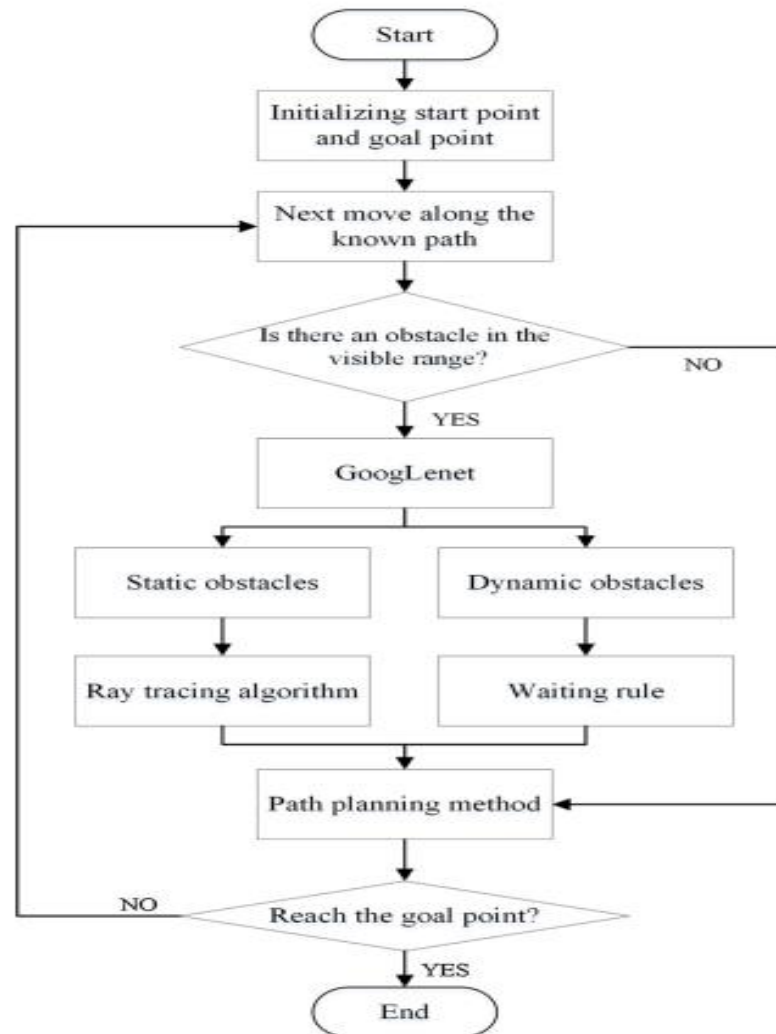 Start
Initializing start point
and goal point
Next move along the
known path
Is there an obstacle in the
visible range?
NO
YES
GoogLenet
Static obstacles
Dynamic obstacles
Ray tracing algorithm
Waiting rule
Path planning method
NO
Reach the goal point?
YES
End